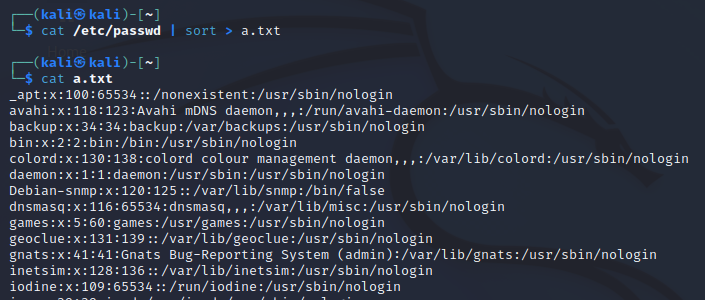 ┌──(kali㉿kali)-[~]
└─$ cat /etc/passwd | sort > a.txt
┌──(kali㉿kali)-[~]
└─$ cat a.txt
_apt:x:100:65534::/nonexistent:/usr/sbin/nologin
avahi:x:118:123:Avahi mDNS daemon,,,:/run/avahi-daemon:/usr/sbin/nologin
backup:x:34:34:backup:/var/backups:/usr/sbin/nologin
bin:x:2:2:bin:/bin:/usr/sbin/nologin
colord:x:130:138:colord colour management daemon,,,:/var/lib/colord:/usr/sbin/nologin
daemon:x:1:1:daemon:/usr/sbin:/usr/sbin/nologin
Debian-snmp:x:120:125::/var/lib/snmp:/bin/false
dnsmasq:x:116:65534:dnsmasq,,,:/var/lib/misc:/usr/sbin/nologin
games:x:5:60:games:/usr/games:/usr/sbin/nologin
geoclue:x:131:139::/var/lib/geoclue:/usr/sbin/nologin
gnats:x:41:41:Gnats Bug-Reporting System (admin):/var/lib/gnats:/usr/sbin/nologin
inetsim:x:128:136::/var/lib/inetsim:/usr/sbin/nologin
iodine:x:109:65534::/run/iodine:/usr/sbin/nologin